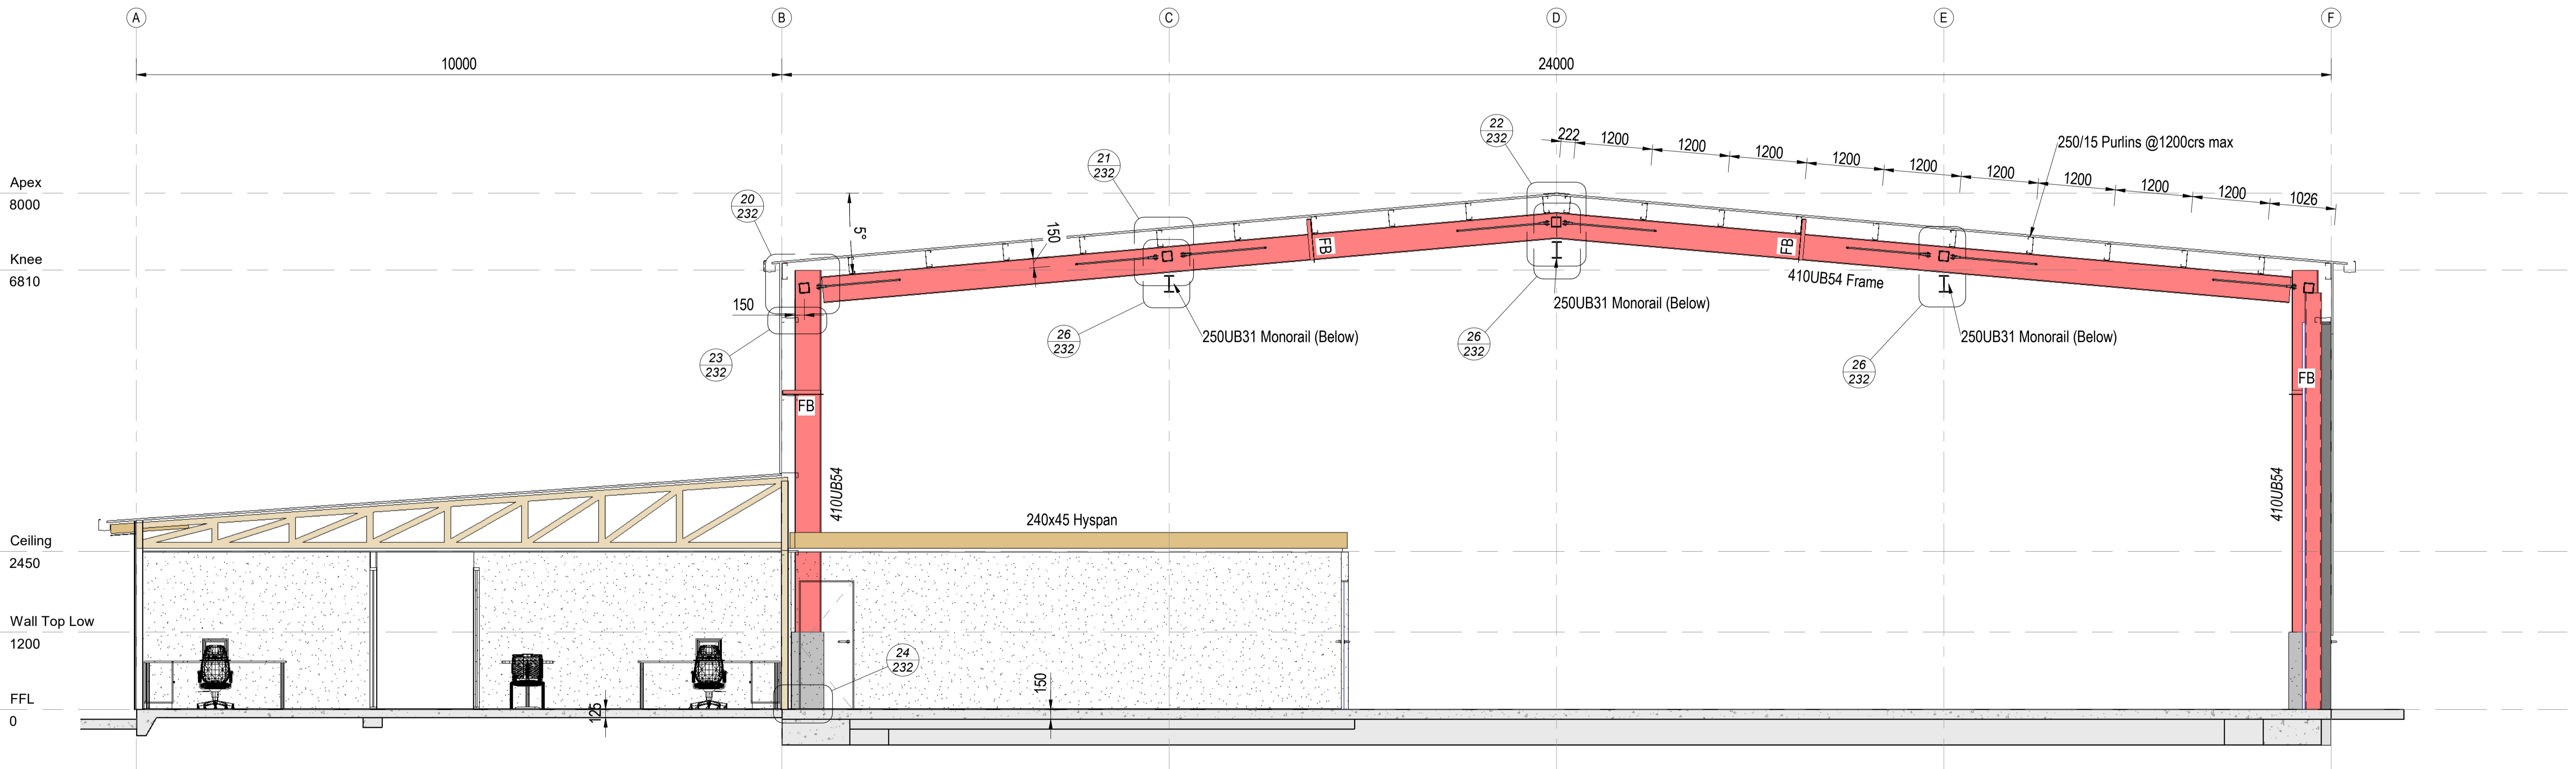 A
B
C
D
E
F
10000
24000
222
1200
1200
1200
1200
1200
1200
1200
1200
1200
1026
250/15 Purlins @1200crs max
22
232
21
232
20
232
Apex
8000
5°
150
FB
FB
Knee
6810
410UB54 Frame
150
250UB31 Monorail (Below)
250UB31 Monorail (Below)
250UB31 Monorail (Below)
26
232
26
232
26
232
23
232
FB
FB
410UB54
410UB54
240x45 Hyspan
Ceiling
2450
Wall Top Low
1200
24
232
FFL
0
125
150